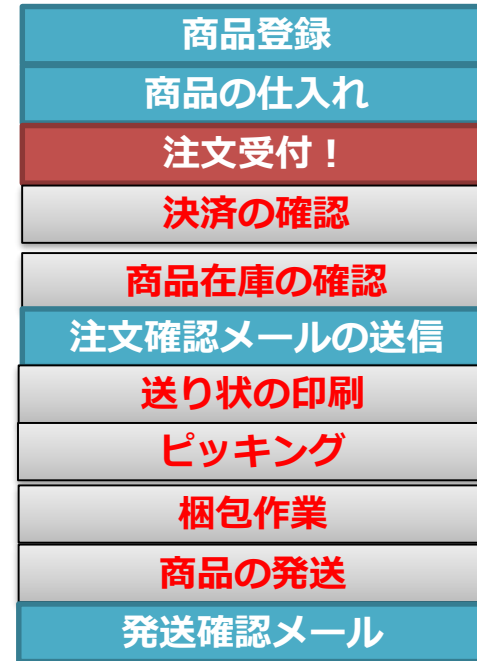 商品登録
商品の仕入れ
注文受付！
決済の確認
商品在庫の確認
注文確認メールの送信
送り状の印刷
ピッキング
梱包作業
商品の発送
発送確認メール